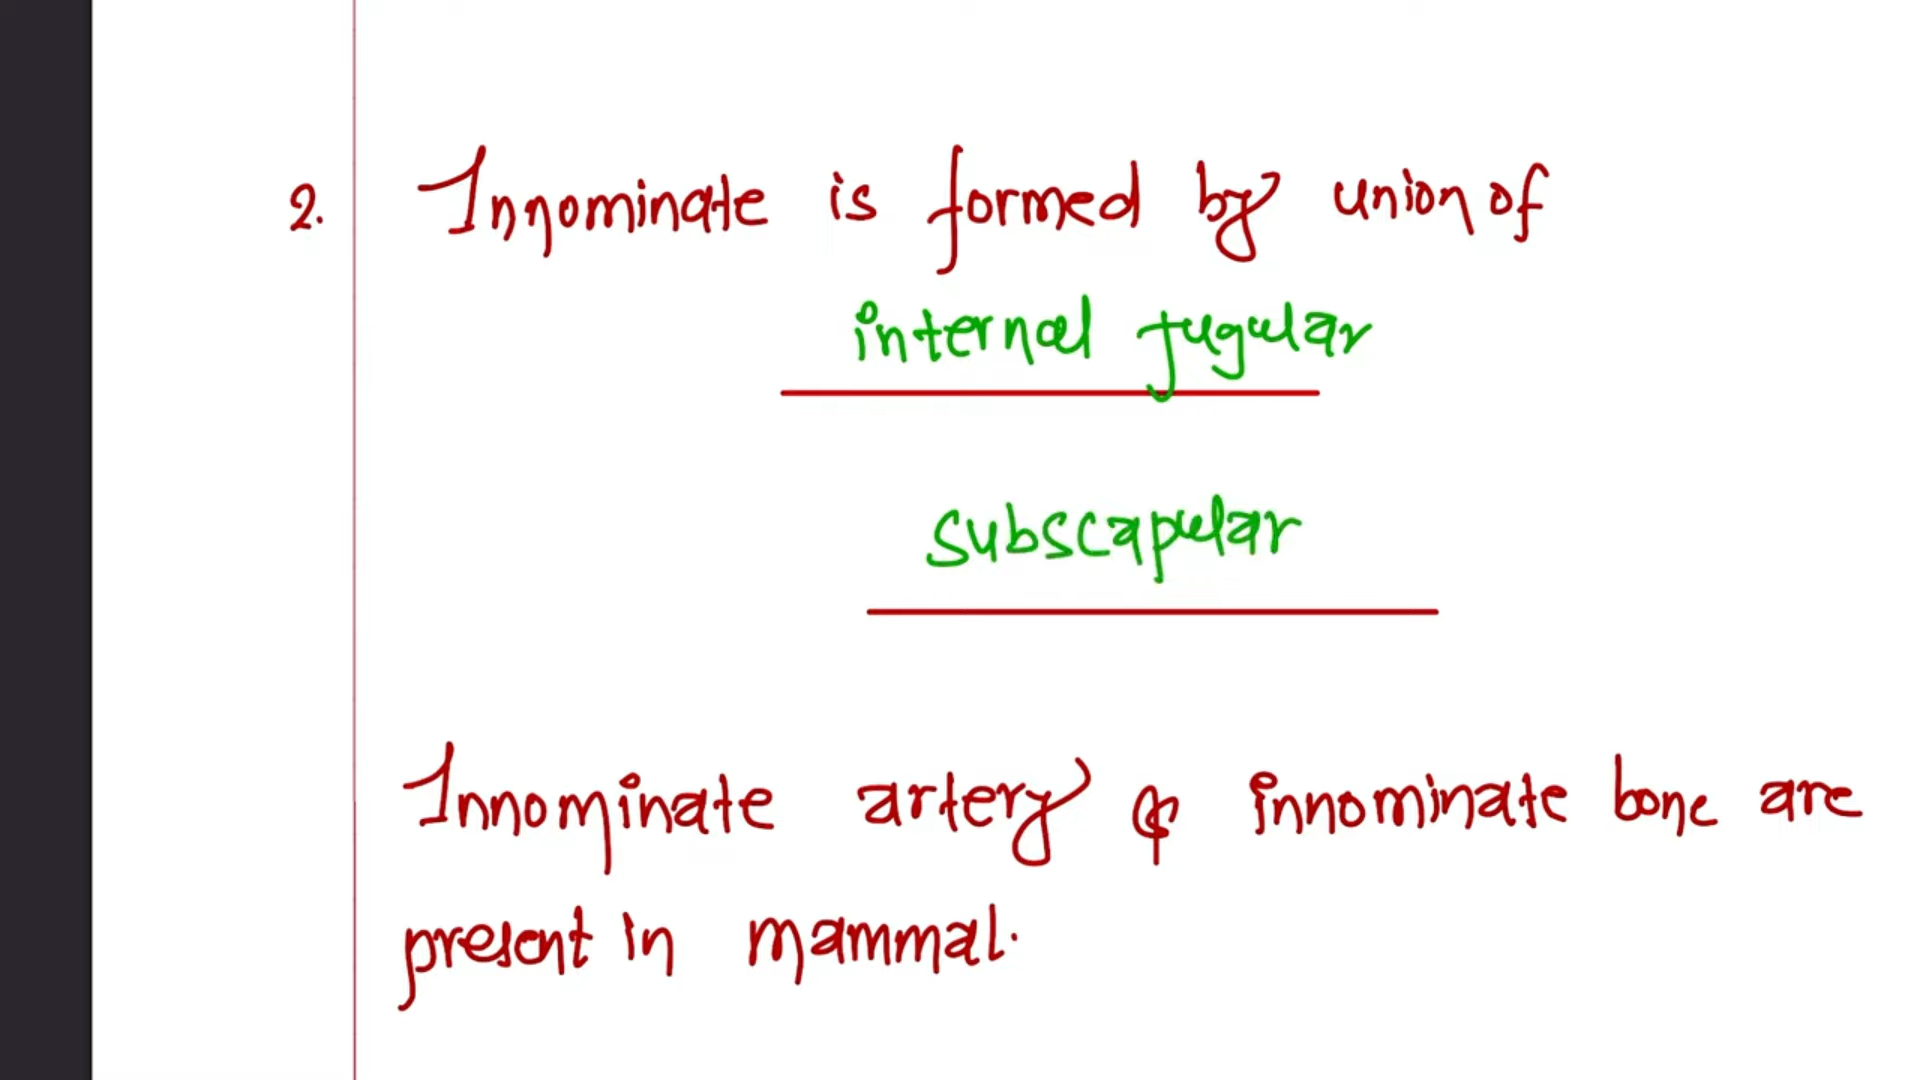 2. Innominate is formed by union of
internal jugular
subscapular
Innominate artery & innominate bone are
present in mammal.